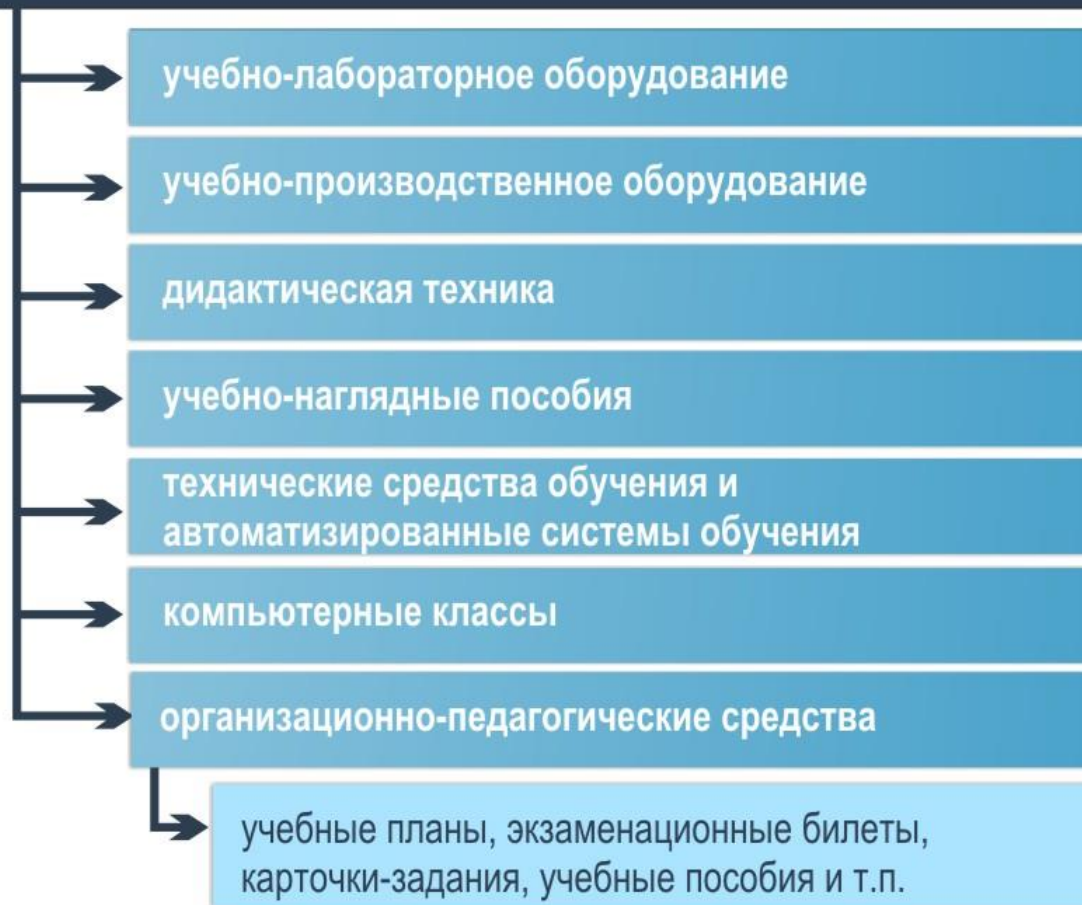 учебно-лабораторное оборудование
учебно-производственное оборудование
дидактическая техника
учебно-наглядные пособия
технические средства обучения и
автоматизированные системы обучения
компьютерные классы
организационно-педагогические средства
учебные планы, экзаменационные билеты,
карточки-задания, учебные пособия и т.п.